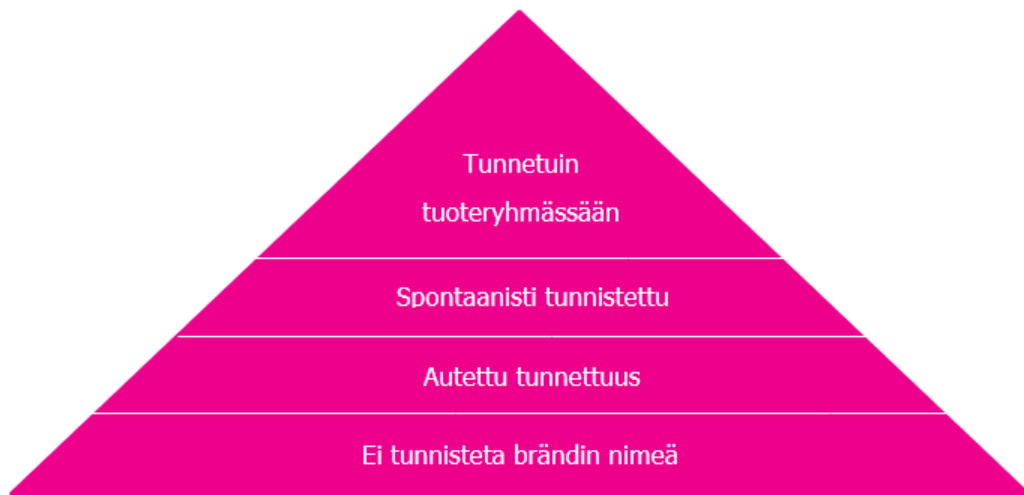 Tunnetuin
tuoteryhmässään
Spontaanisti tunnistettu
Autettu tunnettuus
Ei tunnisteta brändin nimeä